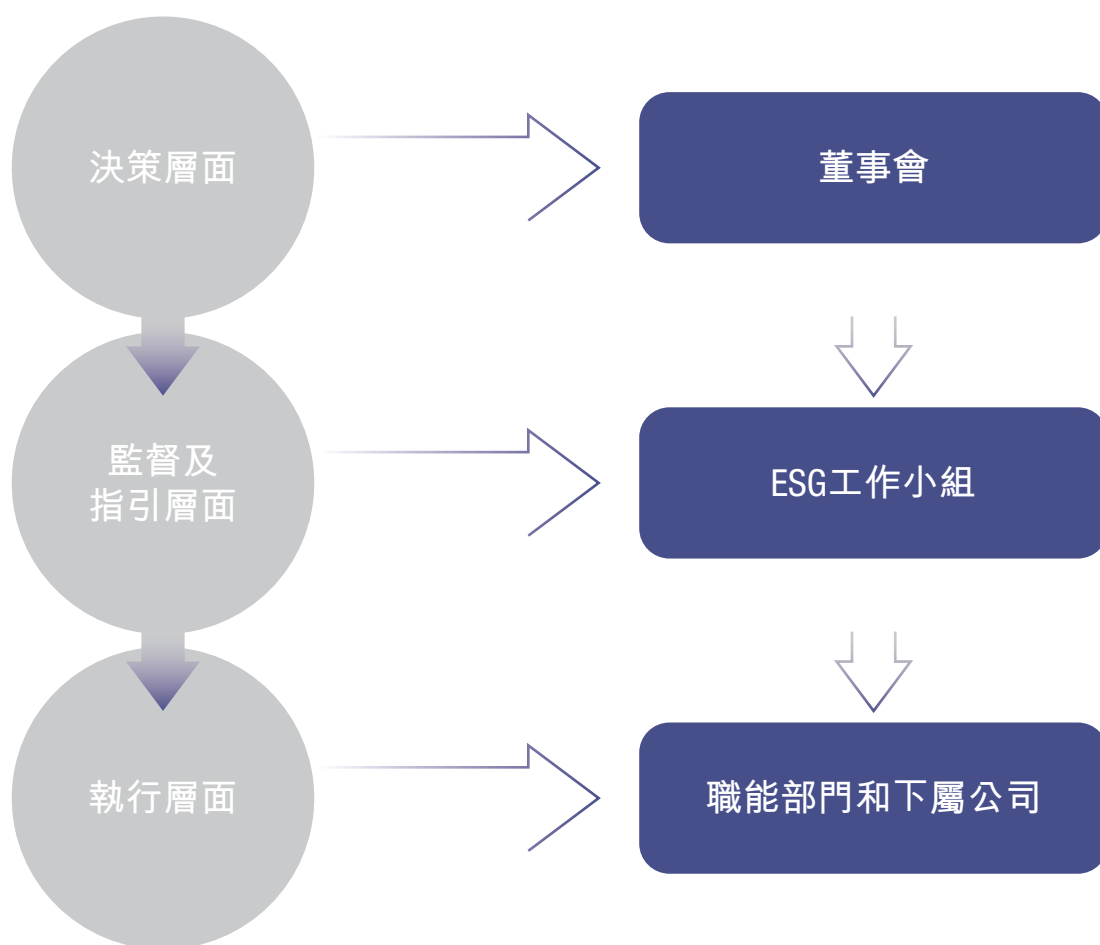 決策層面
董事會
監督及
指引層面
ESG工作小組
執行層面
職能部門和下屬公司